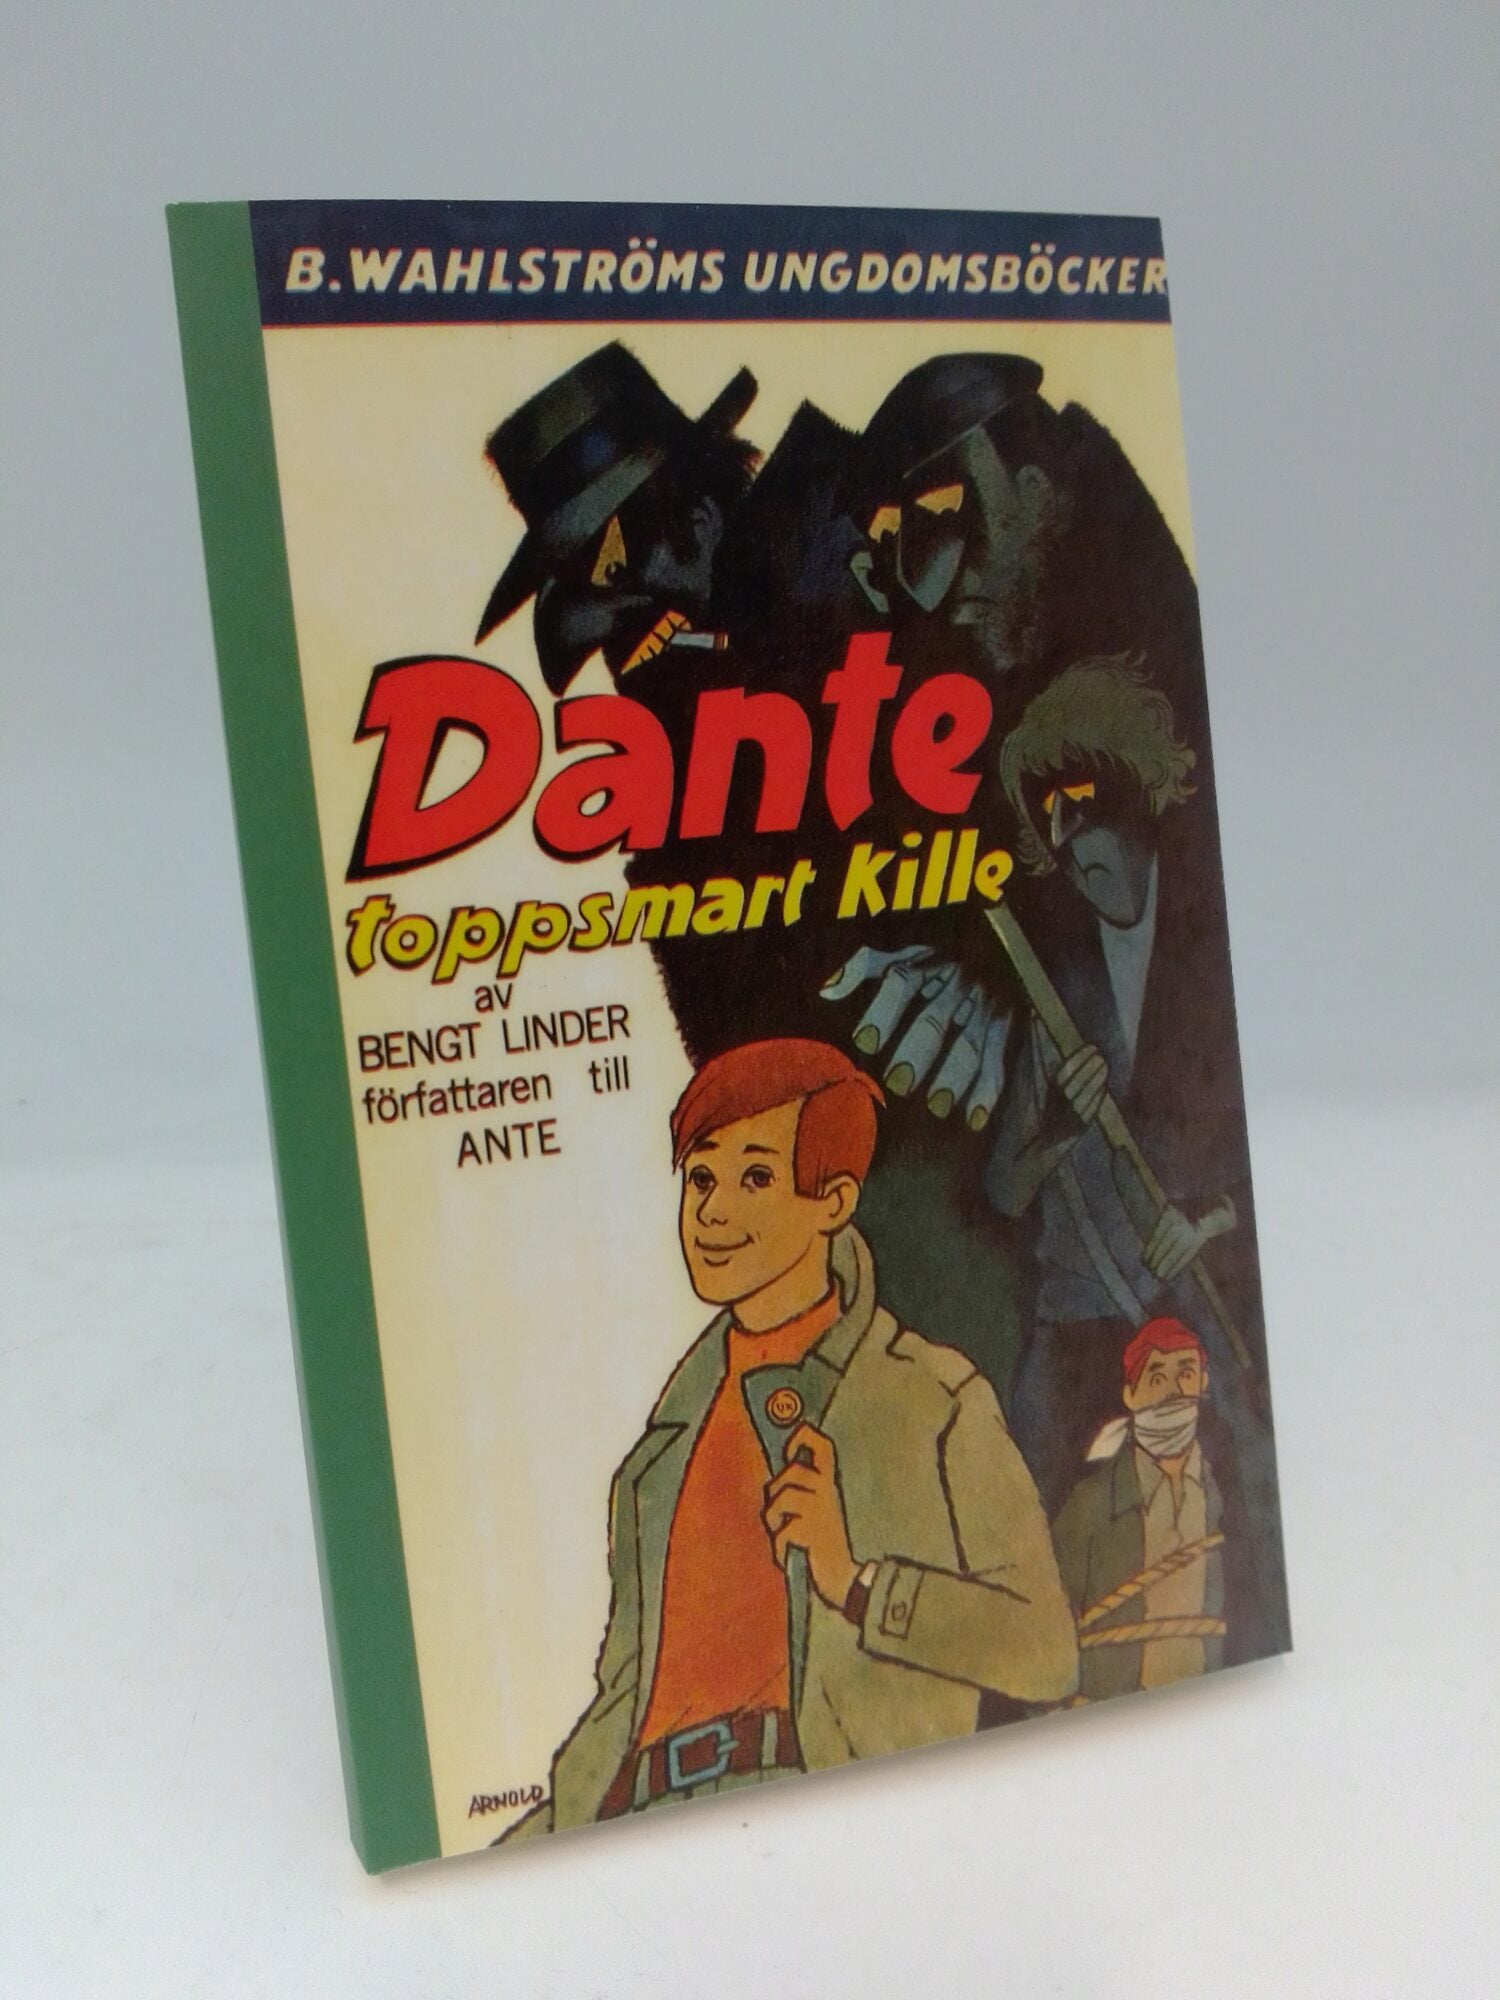 B.WAHLSTRÖMS UNGDOMSBÖCKER
Dante
toppsmart kille
av
BENGT LINDER
författaren till
ANTE
ARNOLD